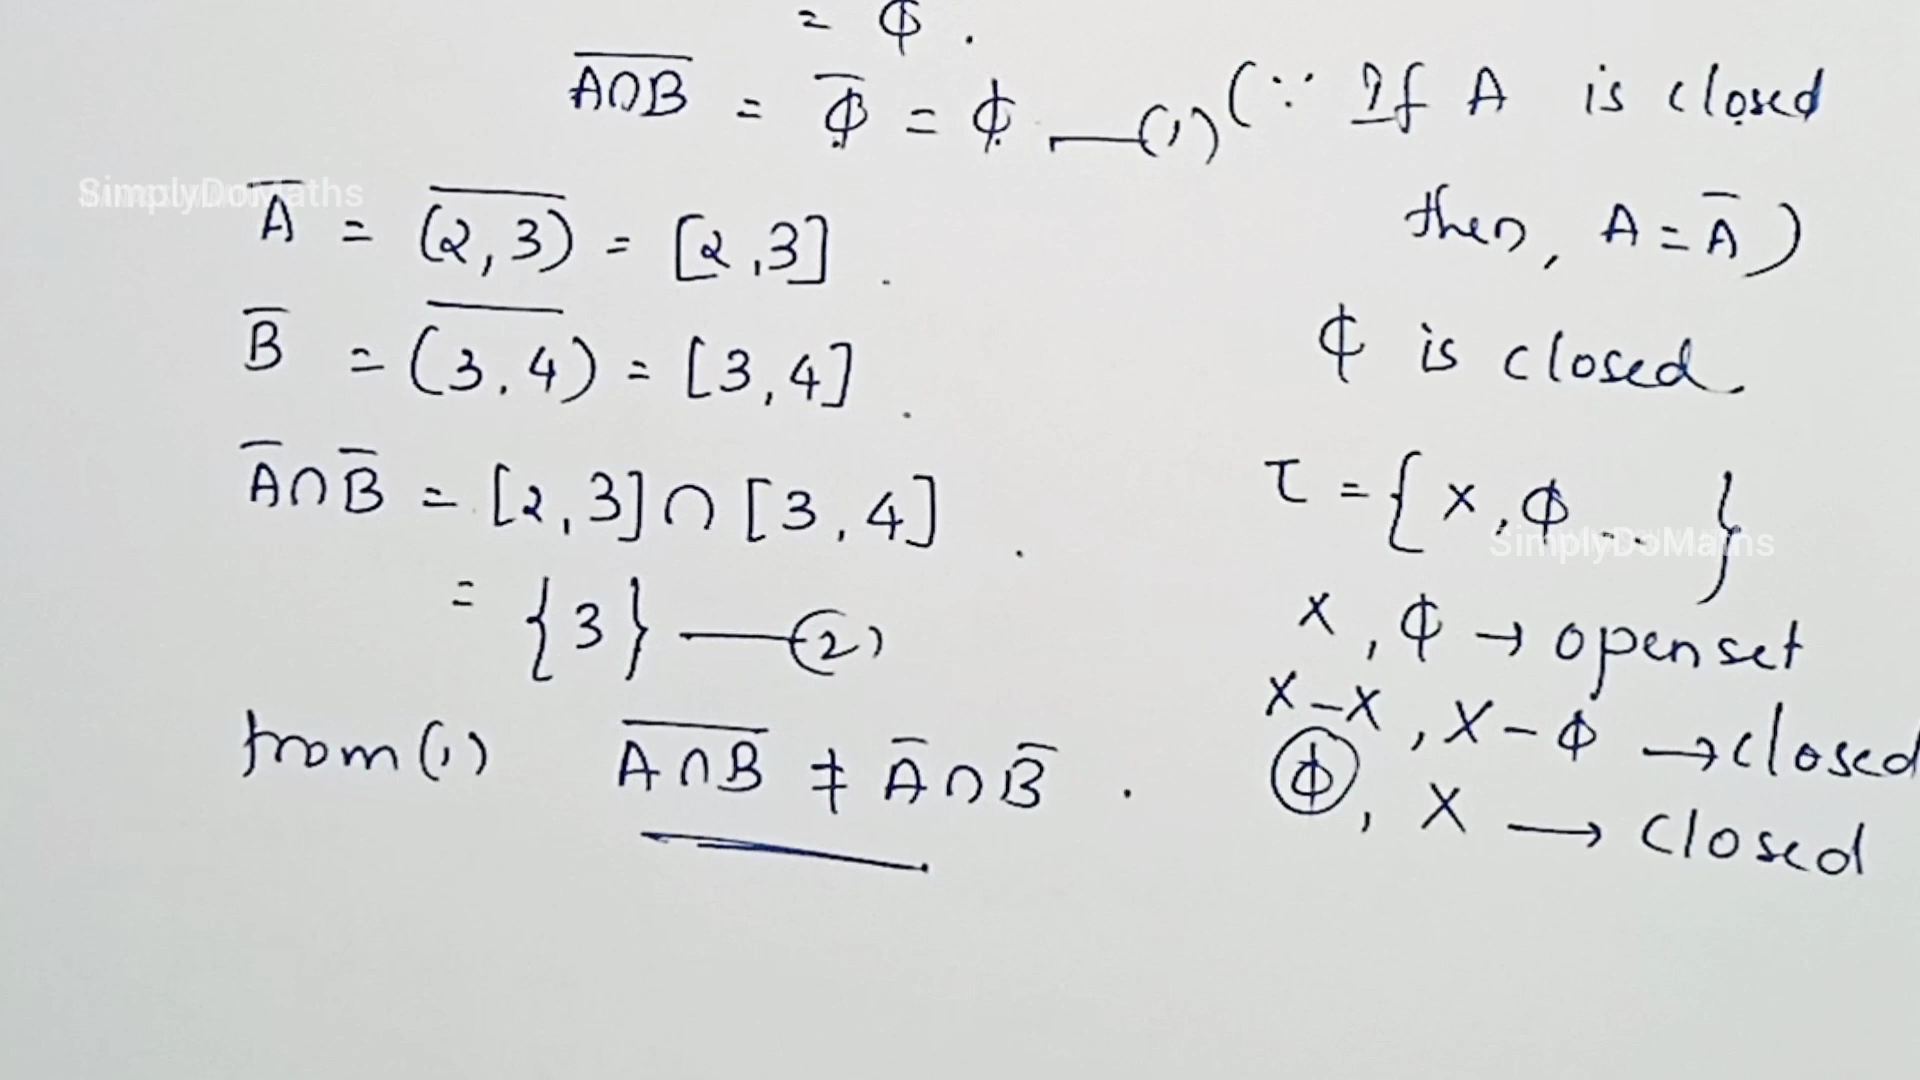 = ϕ .
A∩B̅ = ϕ̅ = ϕ —(1) (∵ If A is closed
then, A = A̅ )
SimplyDoMaths
A̅ = (2,3)̅ = [2,3] .
B̅ = (3,4)̅ = [3,4] .
A̅∩B̅ = [2,3]∩[3,4] .
= {3} —(2)
from (1) A̅∩̅B̅ ≠ A̅∩B̅ .
ϕ is closed
τ = {X, ϕ }
SimplyDoMaths
X, ϕ → open set
X-X, X-ϕ → closed
ϕ, X → closed